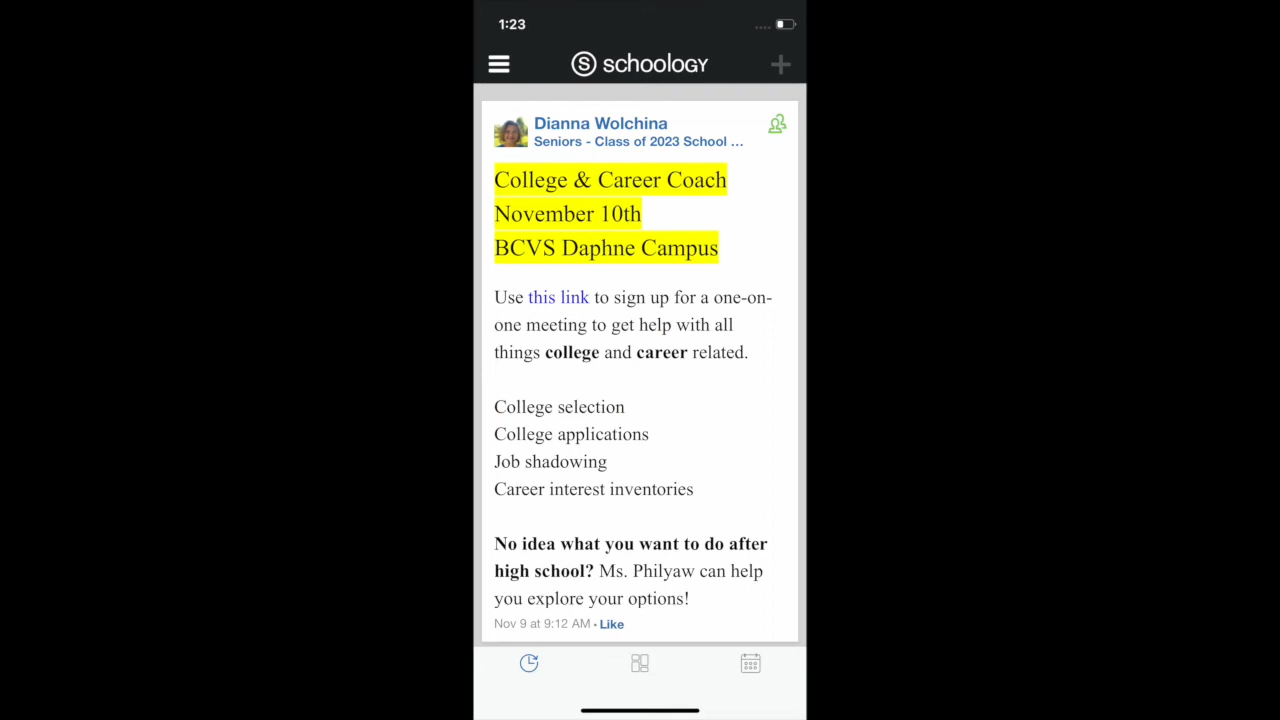 1:23
schoology
Dianna Wolchina
Seniors - Class of 2023 School ...
College & Career Coach
November 10th
BCVS Daphne Campus
Use this link to sign up for a one-on-
one meeting to get help with all
things college and career related.
College selection
College applications
Job shadowing
Career interest inventories
No idea what you want to do after
high school? Ms. Philyaw can help
you explore your options!
Nov 9 at 9:12 AM · Like